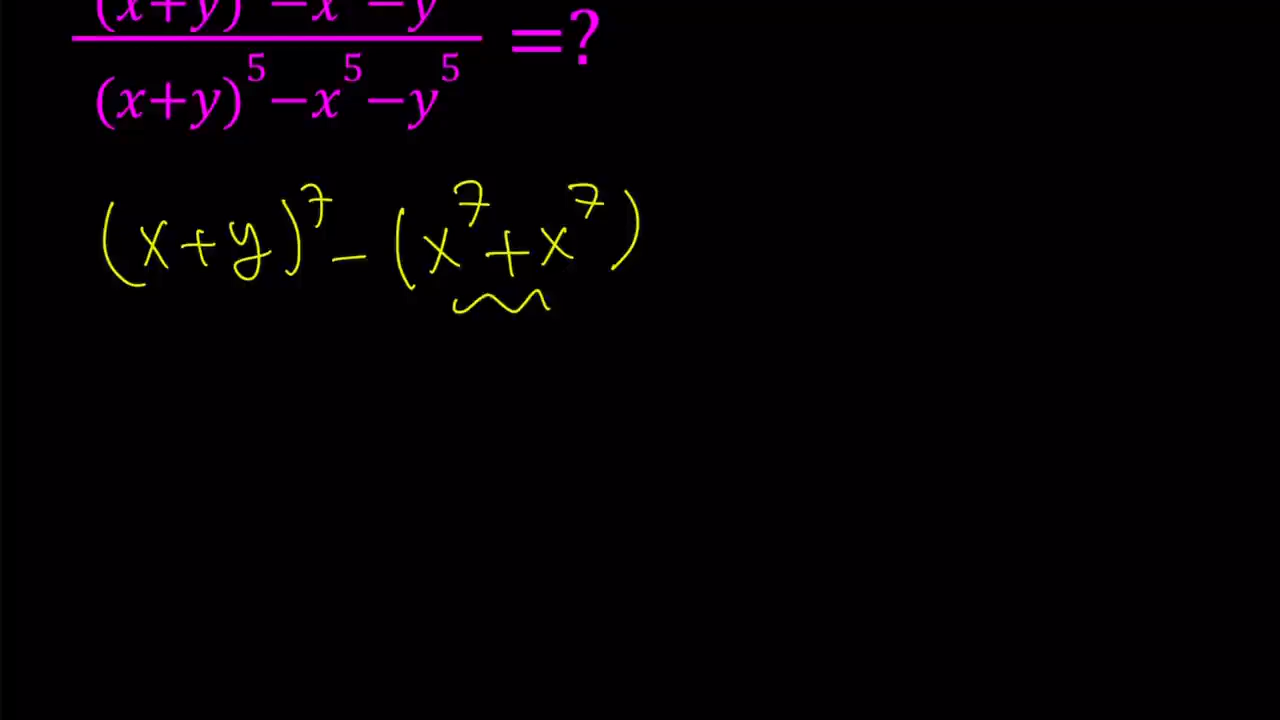 (x+y) −x −y
(x+y)⁵−x⁵−y⁵ =?
(x+y)⁷ − (x⁷+x⁷)